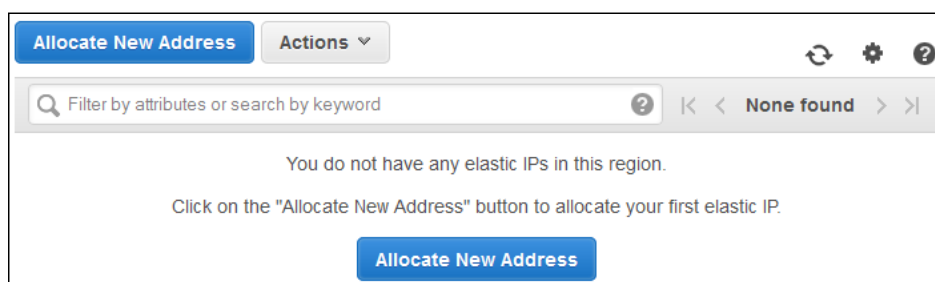 Allocate New Address Actions
Filter by attributes or search by keyword None found
You do not have any elastic IPs in this region.
Click on the "Allocate New Address" button to allocate your first elastic IP.
Allocate New Address